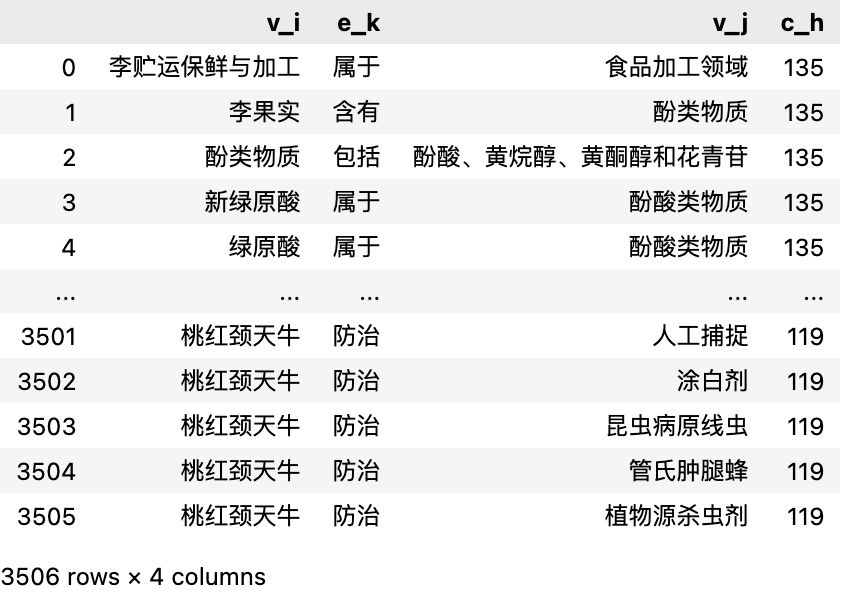 v_i e_k v_j c_h
0 李贮运保鲜与加工 属于 食品加工领域 135
1 李果实 含有 酚类物质 135
2 酚类物质 包括 酚酸、黄烷醇、黄酮醇和花青苷 135
3 新绿原酸 属于 酚酸类物质 135
4 绿原酸 属于 酚酸类物质 135
... ... ... ... ...
3501 桃红颈天牛 防治 人工捕捉 119
3502 桃红颈天牛 防治 涂白剂 119
3503 桃红颈天牛 防治 昆虫病原线虫 119
3504 桃红颈天牛 防治 管氏肿腿蜂 119
3505 桃红颈天牛 防治 植物源杀虫剂 119
3506 rows × 4 columns